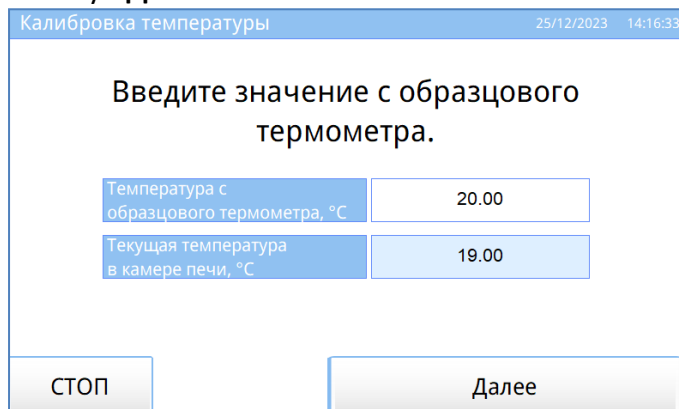 Калибровка температуры 25/12/2023 14:16:33
Введите значение с образцового
термометра.
Температура с
образцового термометра, °C
20.00
Текущая температура
в камере печи, °C
19.00
СТОП
Далее